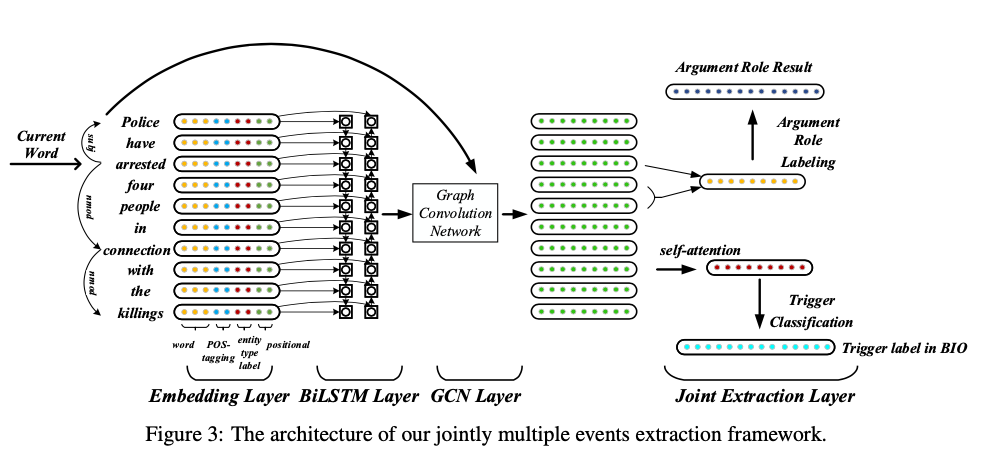 Argument Role Result
Current
Word
nsubj
nmod
nmod
Police
have
arrested
four
people
in
connection
with
the
killings
Graph
Convolution
Network
Argument
Role
Labeling
self-attention
Trigger
Classification
Trigger label in BIO
word
POS-
tagging
entity
type
label
positional
Embedding Layer
BiLSTM Layer
GCN Layer
Joint Extraction Layer
Figure 3: The architecture of our jointly multiple events extraction framework.